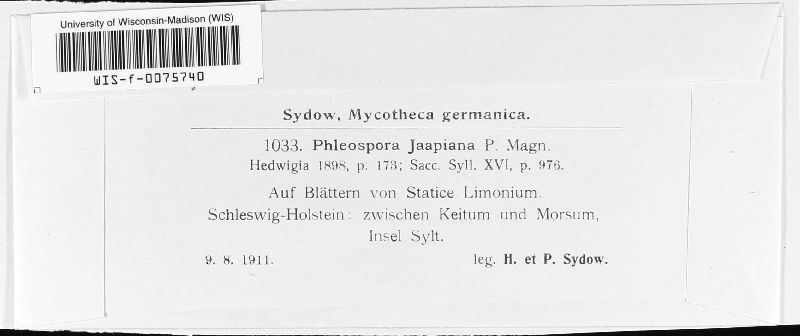 University of Wisconsin-Madison (WIS)
WIS-f-0075740
Sydow, Mycotheca germanica.
1033. Phleospora Jaapiana P. Magn.
Hedwigia 1898, p. 173; Sacc. Syll. XVI, p. 976.
Auf Blättern von Statice Limonium.
Schleswig-Holstein: zwischen Keitum und Morsum,
Insel Sylt.
9. 8. 1911. leg. H. et P. Sydow.